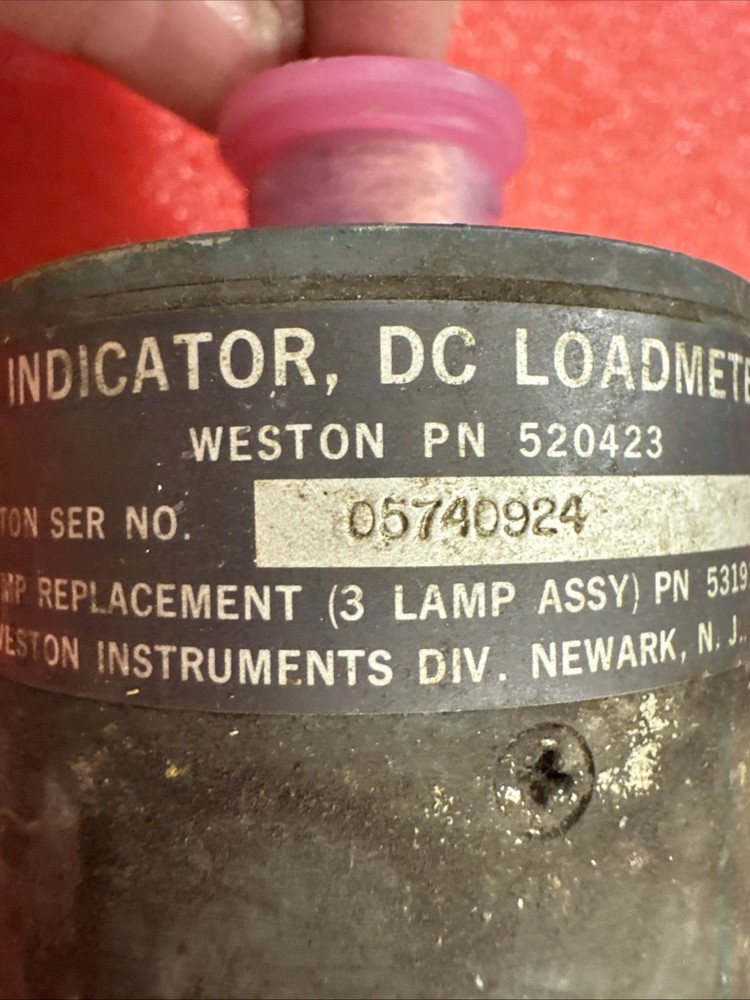 INDICATOR, DC LOADMETE
WESTON PN 520423
TON SER NO. 05740924
MP REPLACEMENT (3 LAMP ASSY) PN 5319
WESTON INSTRUMENTS DIV. NEWARK, N. J.